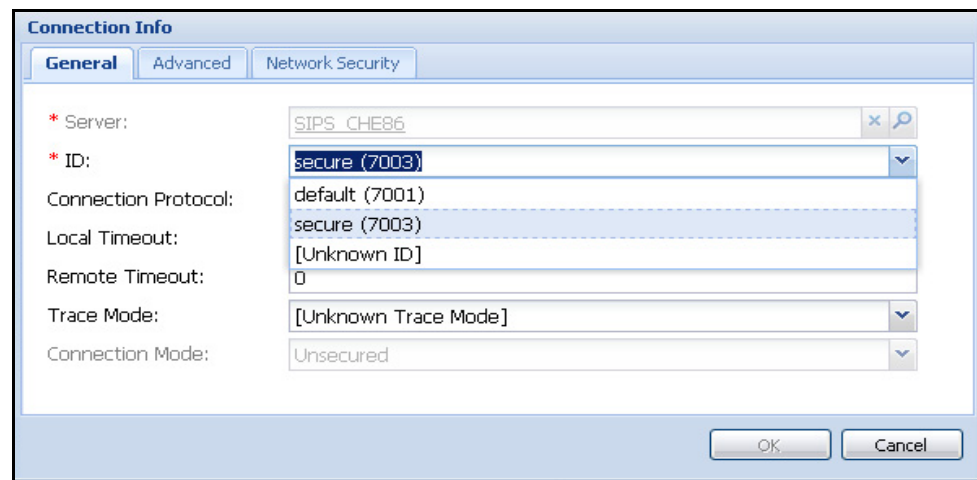 Connection Info
General Advanced Network Security
* Server: SIPS_CHE86
* ID: secure (7003)
default (7001)
Connection Protocol:
secure (7003)
Local Timeout:
[Unknown ID]
Remote Timeout: 0
Trace Mode: [Unknown Trace Mode]
Connection Mode: Unsecured
OK Cancel